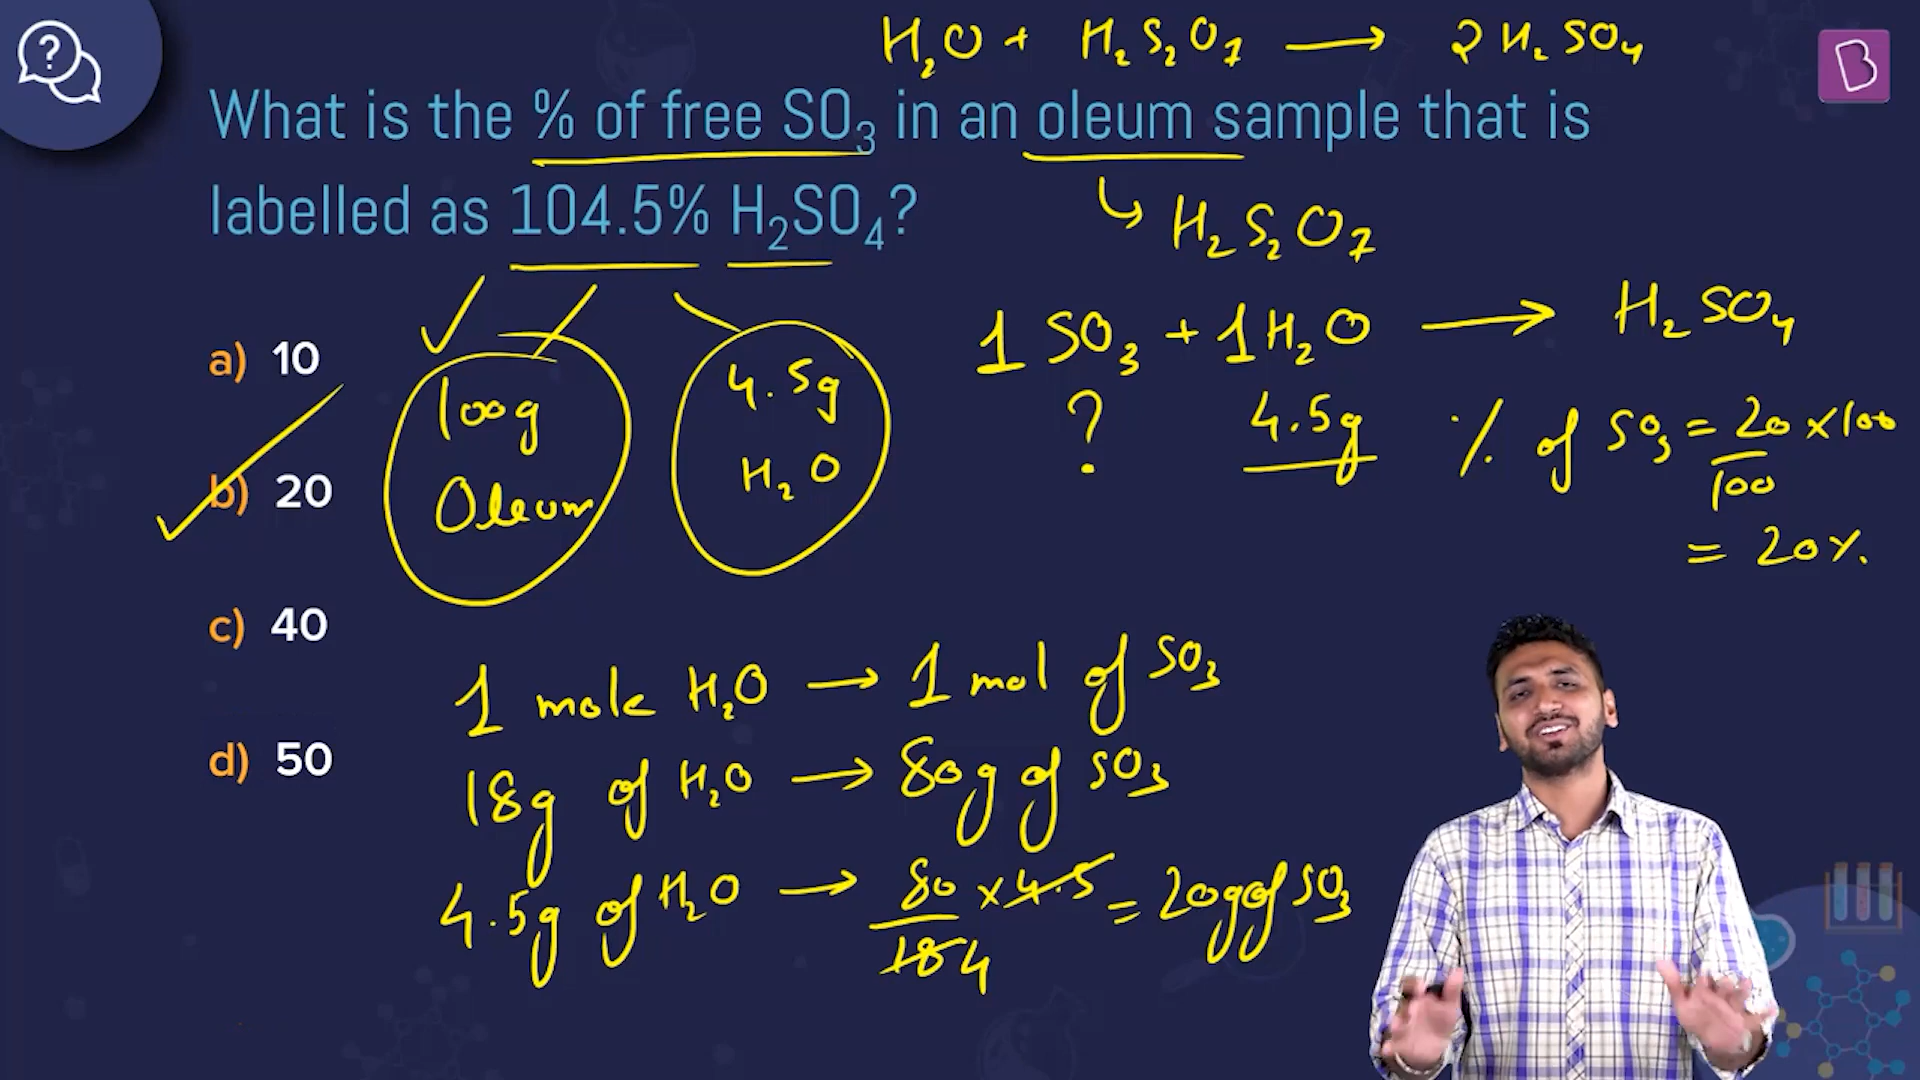 H₂O + H₂S₂O₇ → 2H₂SO₄
What is the % of free SO₃ in an oleum sample that is
labelled as 104.5% H₂SO₄?
↳ H₂S₂O₇
a) 10
b) 20
c) 40
d) 50
100g
Oleum
4.5g
H₂O
1 SO₃ + 1H₂O → H₂SO₄
? 4.5g
% of SO₃ = 20/100 × 100
= 20%.
1 mole H₂O → 1 mol of SO₃
18g of H₂O → 80g of SO₃
4.5g of H₂O → 80/18 × 4.5 = 20g of SO₃
4
B
?